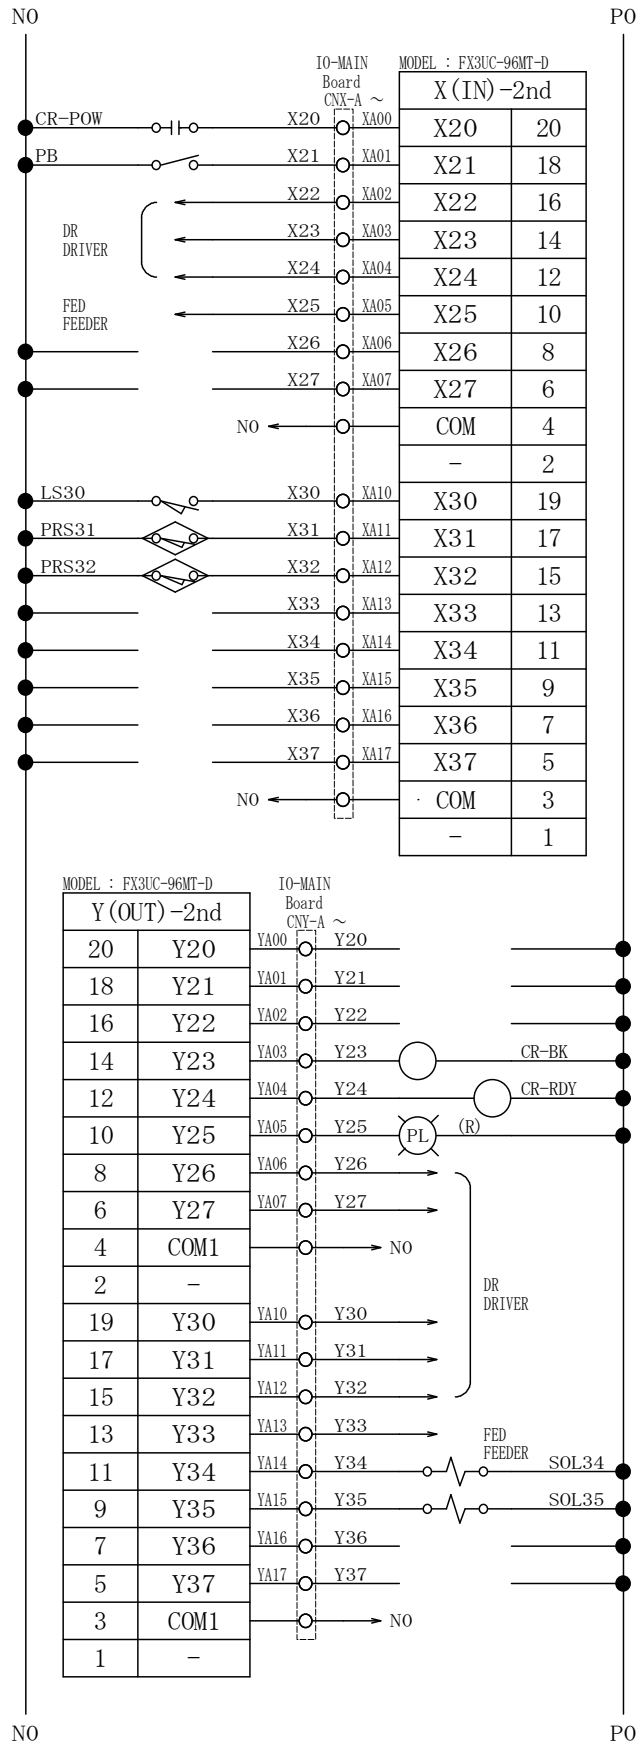 N0 P0
IO-MAIN MODEL : FX3UC-96MT-D
Board
CNX-A ~ X(IN)-2nd
CR-POW X20 XA00 X20 20
PB X21 XA01 X21 18
X22 XA02 X22 16
DR X23 XA03 X23 14
DRIVER
X24 XA04 X24 12
FED X25 XA05 X25 10
FEEDER
X26 XA06 X26 8
X27 XA07 X27 6
N0 COM 4
- 2
LS30 X30 XA10 X30 19
PRS31 X31 XA11 X31 17
PRS32 X32 XA12 X32 15
X33 XA13 X33 13
X34 XA14 X34 11
X35 XA15 X35 9
X36 XA16 X36 7
X37 XA17 X37 5
N0 COM 3
- 1
MODEL : FX3UC-96MT-D IO-MAIN
Board
Y(OUT)-2nd CNY-A ~
20 Y20 YA00 Y20
18 Y21 YA01 Y21
16 Y22 YA02 Y22
14 Y23 YA03 Y23 CR-BK
12 Y24 YA04 Y24 CR-RDY
10 Y25 YA05 Y25 PL (R)
8 Y26 YA06 Y26
6 Y27 YA07 Y27
4 COM1 N0
2 - DR
DRIVER
19 Y30 YA10 Y30
17 Y31 YA11 Y31
15 Y32 YA12 Y32
13 Y33 YA13 Y33 FED
FEEDER
11 Y34 YA14 Y34 SOL34
9 Y35 YA15 Y35 SOL35
7 Y36 YA16 Y36
5 Y37 YA17 Y37
3 COM1 N0
1 -
N0 P0